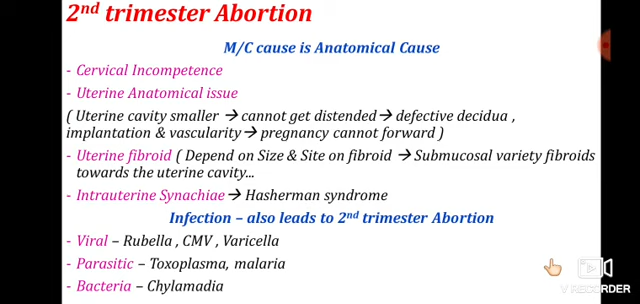 2nd trimester Abortion
M/C cause is Anatomical Cause
- Cervical Incompetence
- Uterine Anatomical issue
( Uterine cavity smaller → cannot get distended → defective decidua ,
implantation & vascularity → pregnancy cannot forward )
- Uterine fibroid ( Depend on Size & Site on fibroid → Submucosal variety fibroids
towards the uterine cavity...
- Intrauterine Synachiae → Hasherman syndrome
Infection – also leads to 2nd trimester Abortion
- Viral – Rubella , CMV , Varicella
- Parasitic – Toxoplasma, malaria
- Bacteria – Chylamadia
V RECORDER